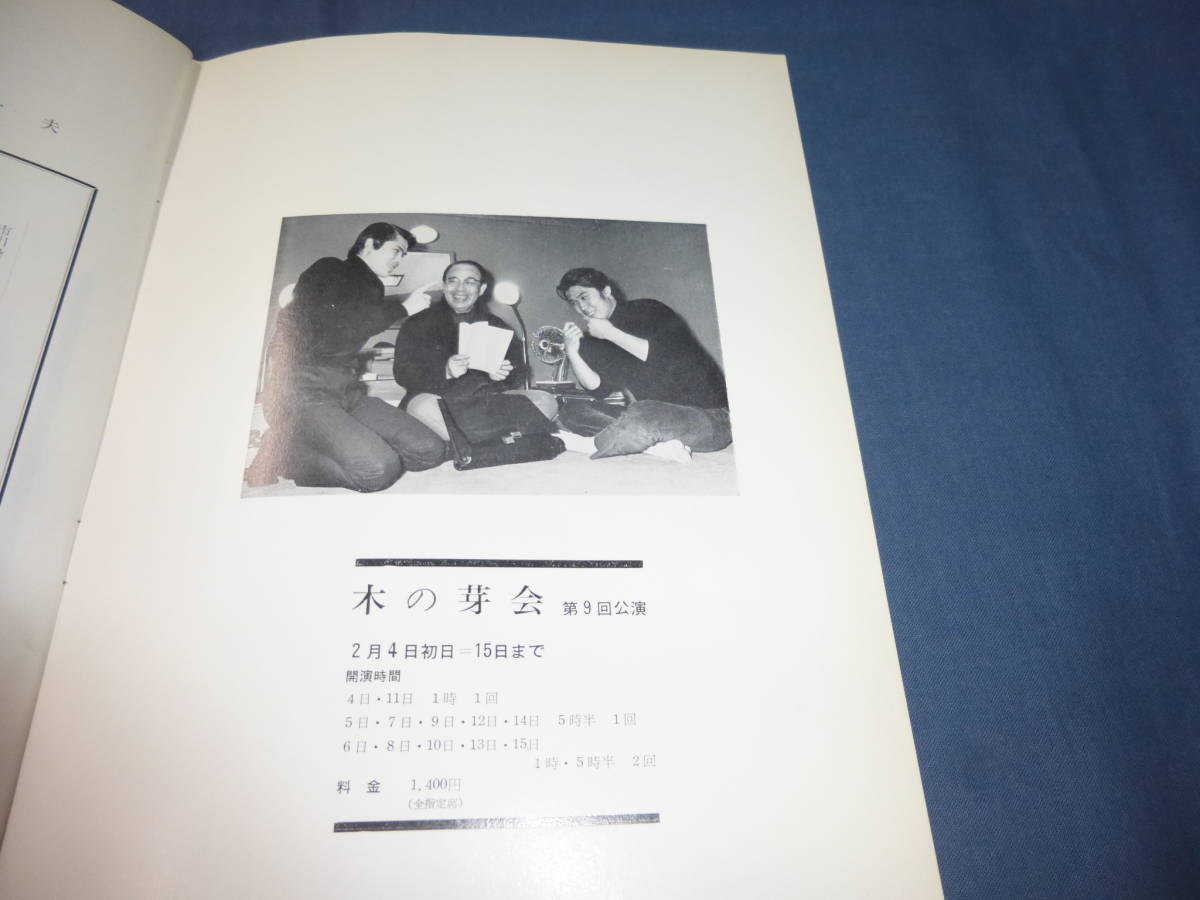 夫
市川
木の芽会 第9回公演
2月4日初日=15日まで
開演時間
4日・11日 1時 1回
5日・7日・9日・12日・14日 5時半 1回
6日・8日・10日・13日・15日
1時・5時半 2回
料金 1,400円
(全指定席)